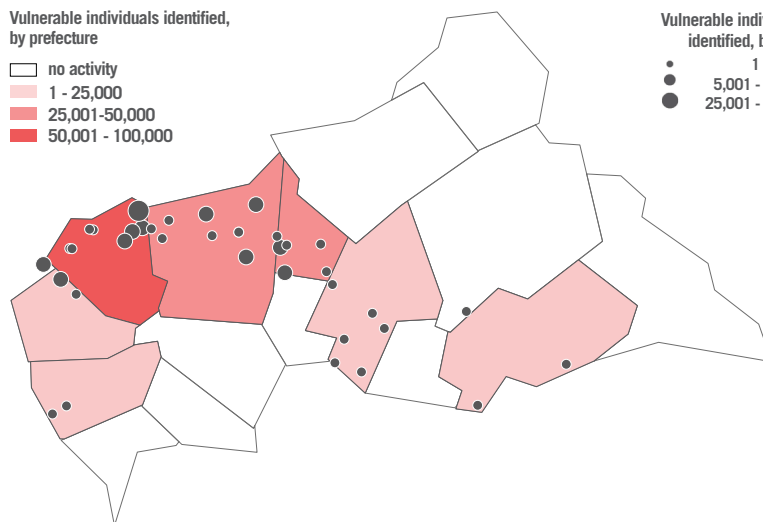 Vulnerable individuals identified,
by prefecture
no activity
1 - 25,000
25,001-50,000
50,001 - 100,000
Vulnerable
identified,
1
5,001 -
25,001 -